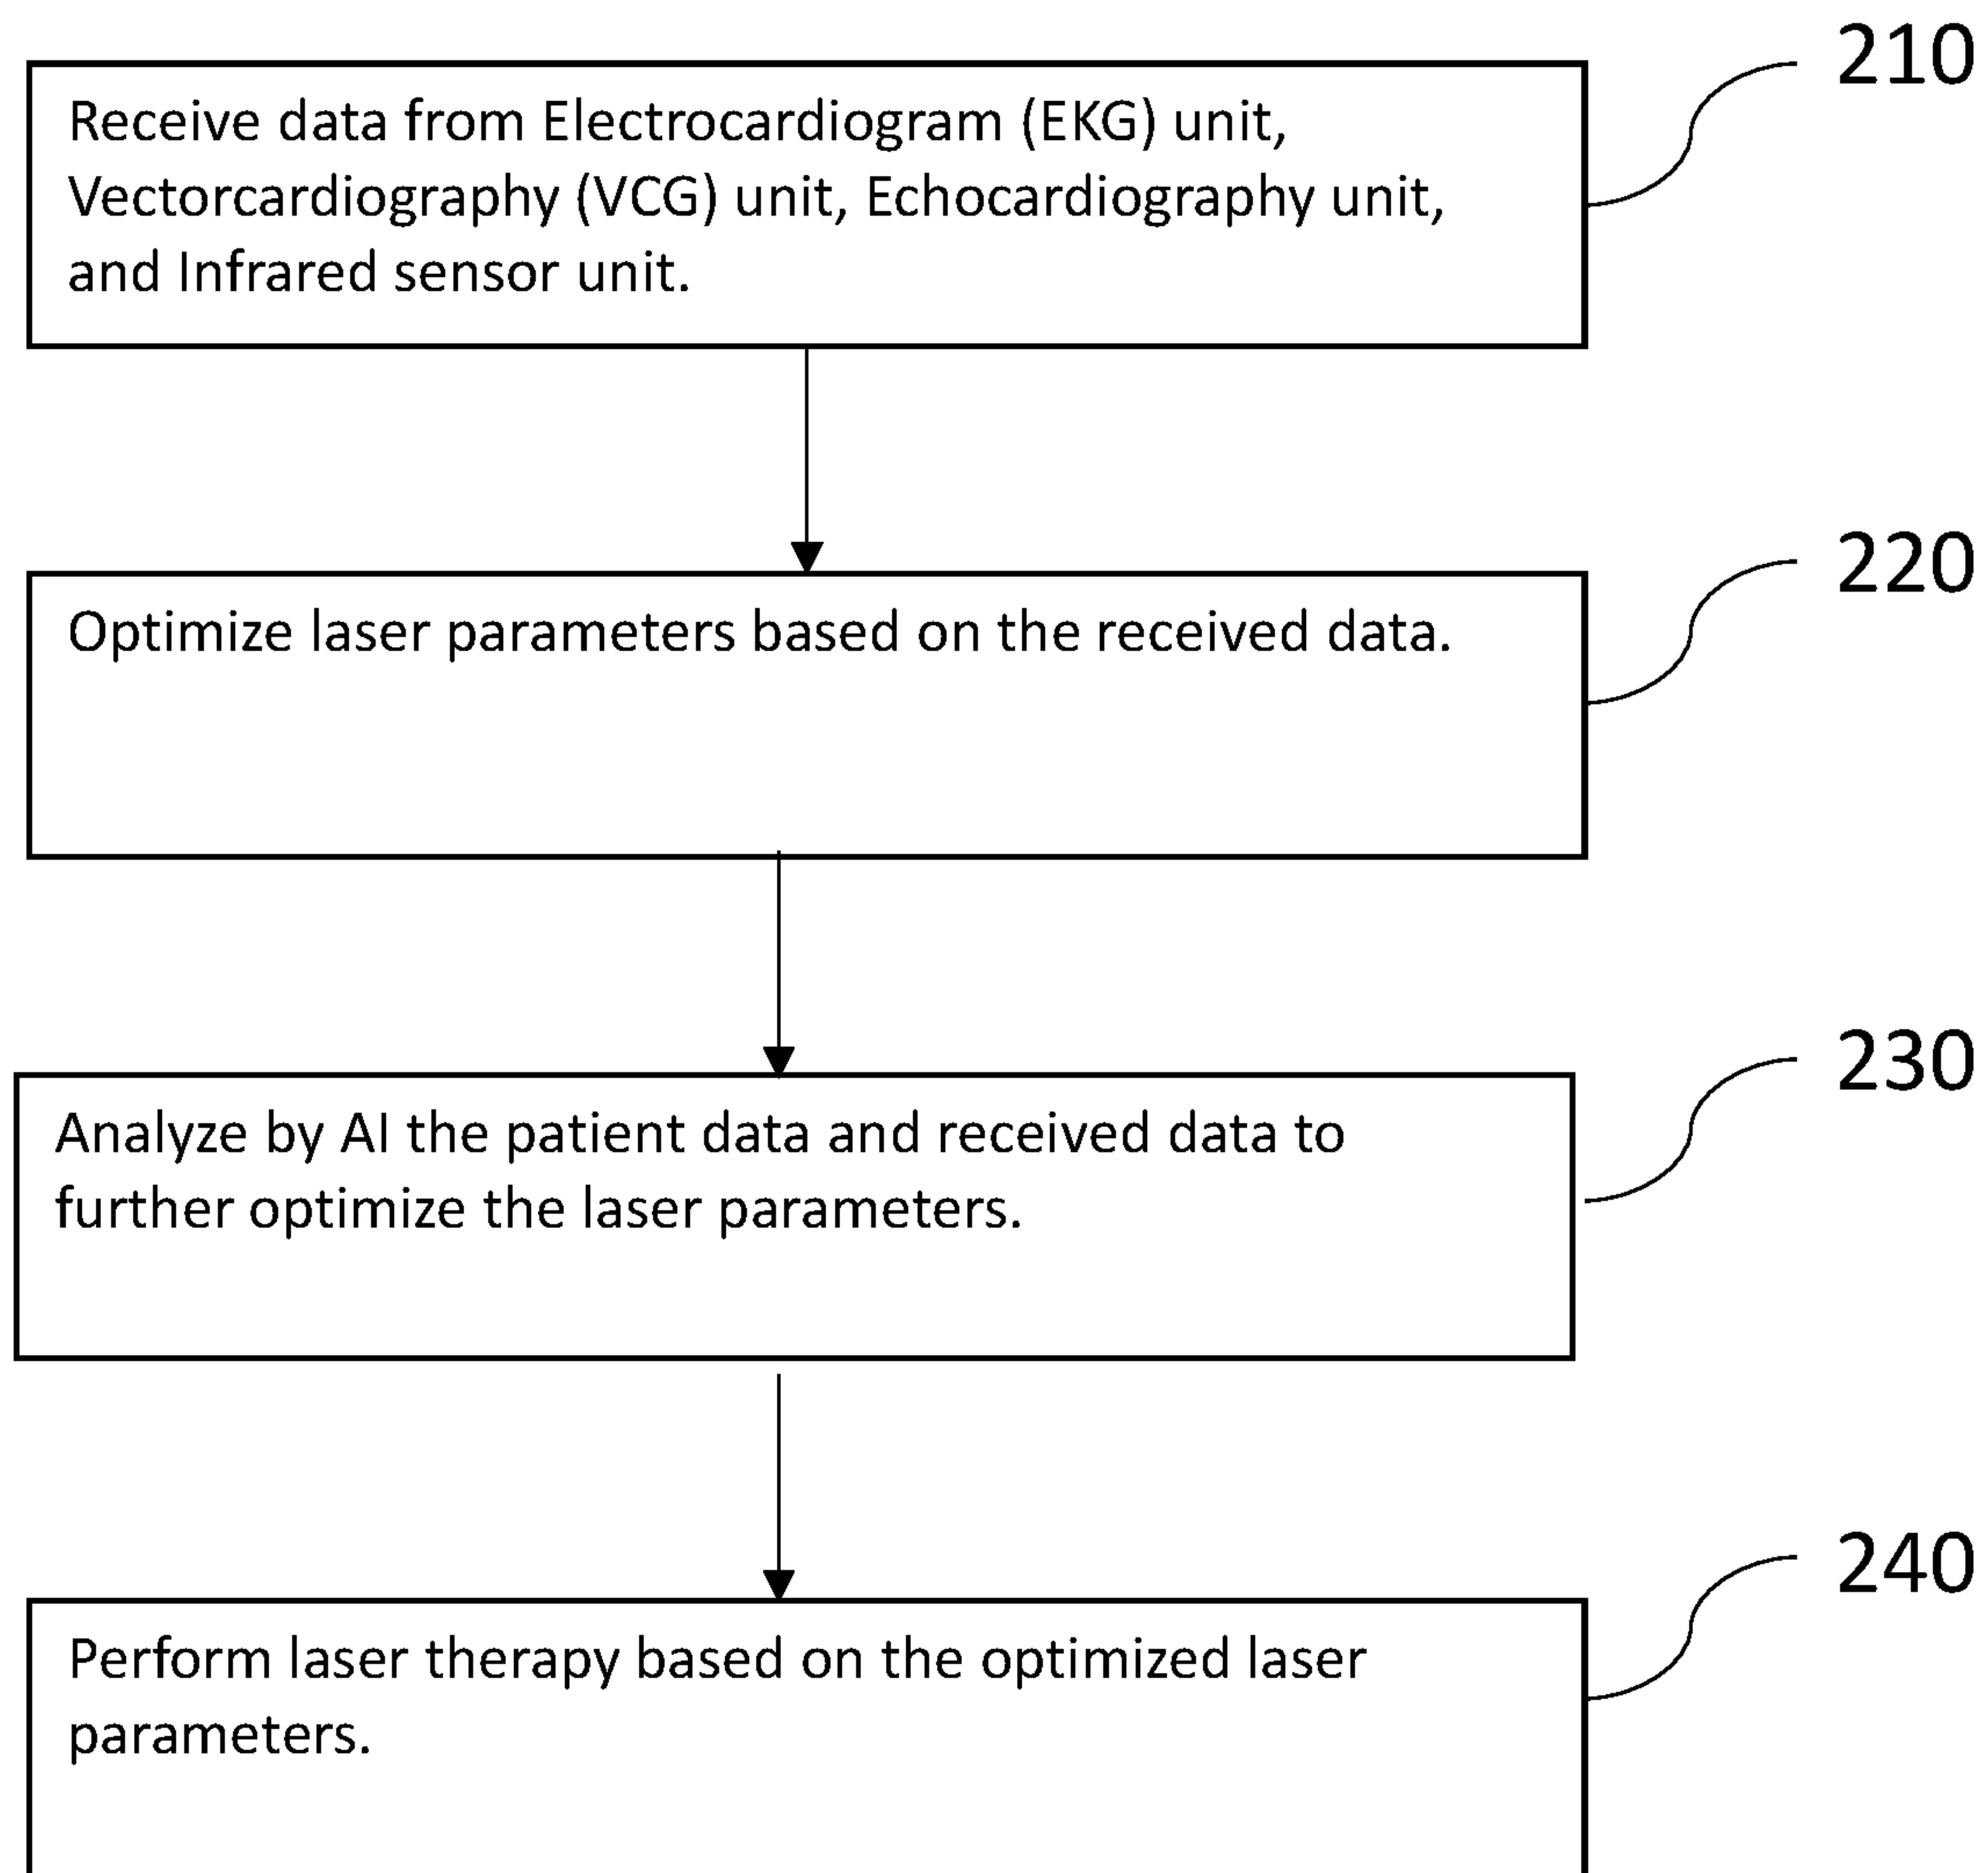 210
Receive data from Electrocardiogram (EKG) unit,
Vectorcardiography (VCG) unit, Echocardiography unit,
and Infrared sensor unit.
220
Optimize laser parameters based on the received data.
230
Analyze by AI the patient data and received data to
further optimize the laser parameters.
240
Perform laser therapy based on the optimized laser
parameters.